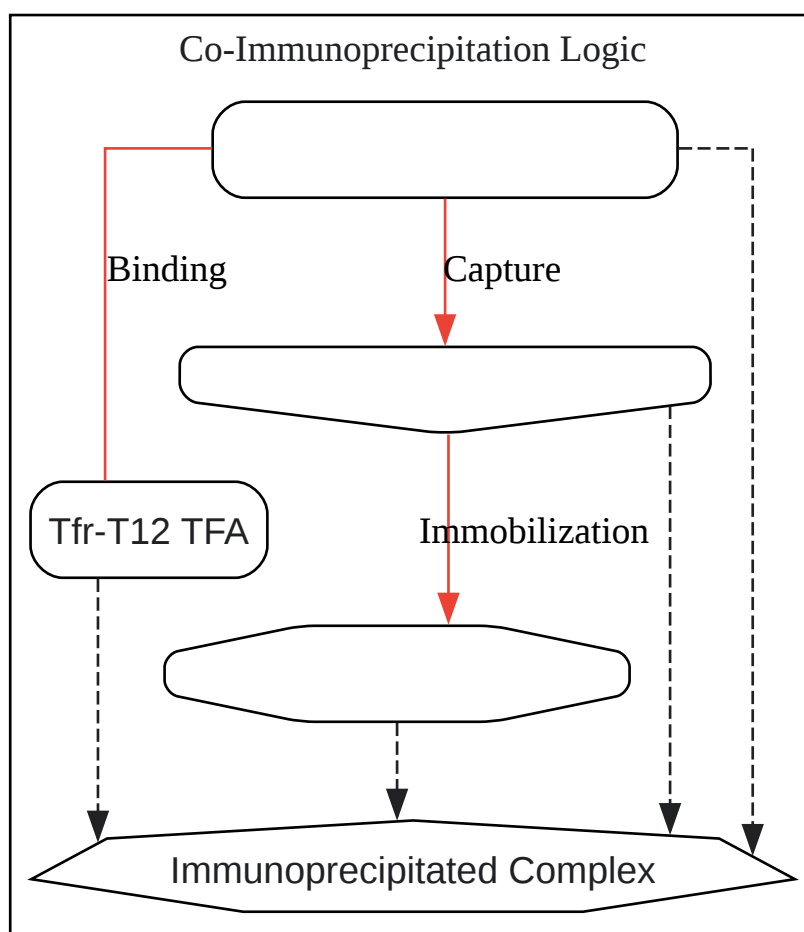 Co-Immunoprecipitation Logic
Binding
Capture
Tfr-T12 TFA
Immobilization
Immunoprecipitated Complex